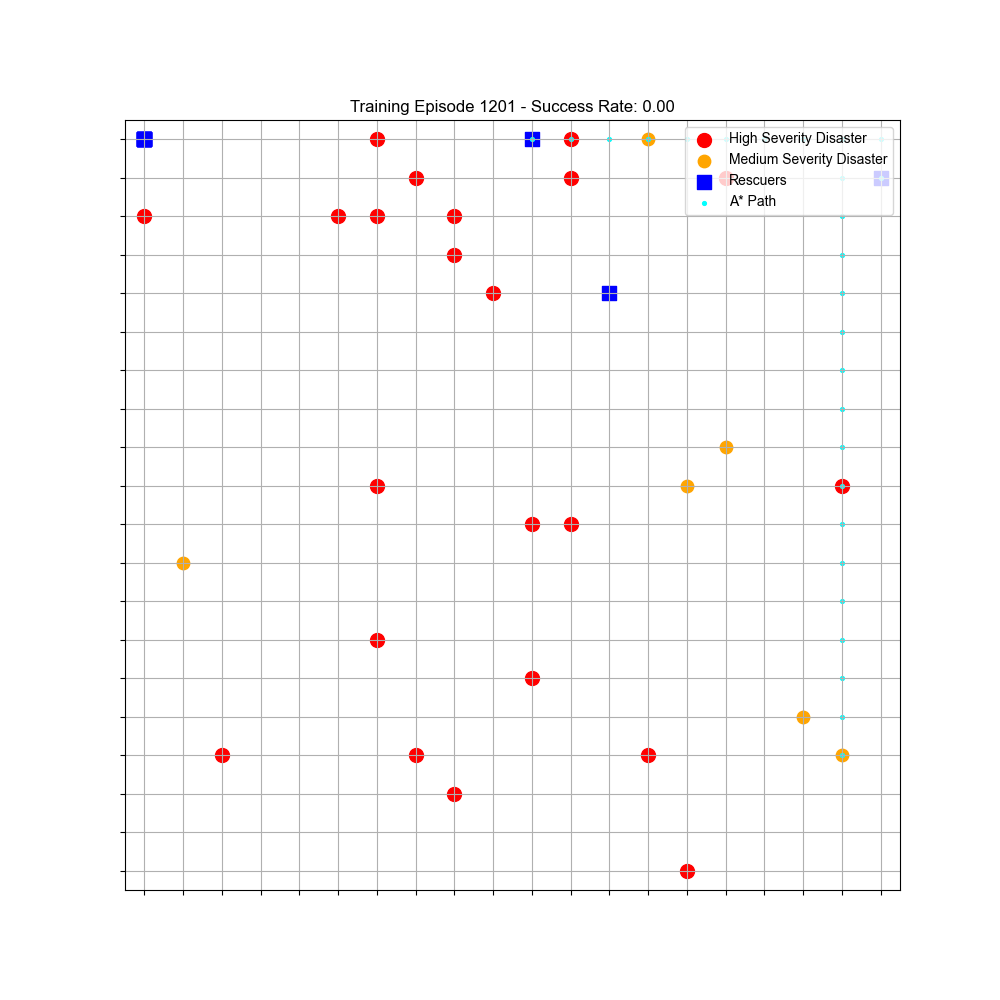 Training Episode 1201 - Success Rate: 0.00
High Severity Disaster
Medium Severity Disaster
Rescuers
A* Path